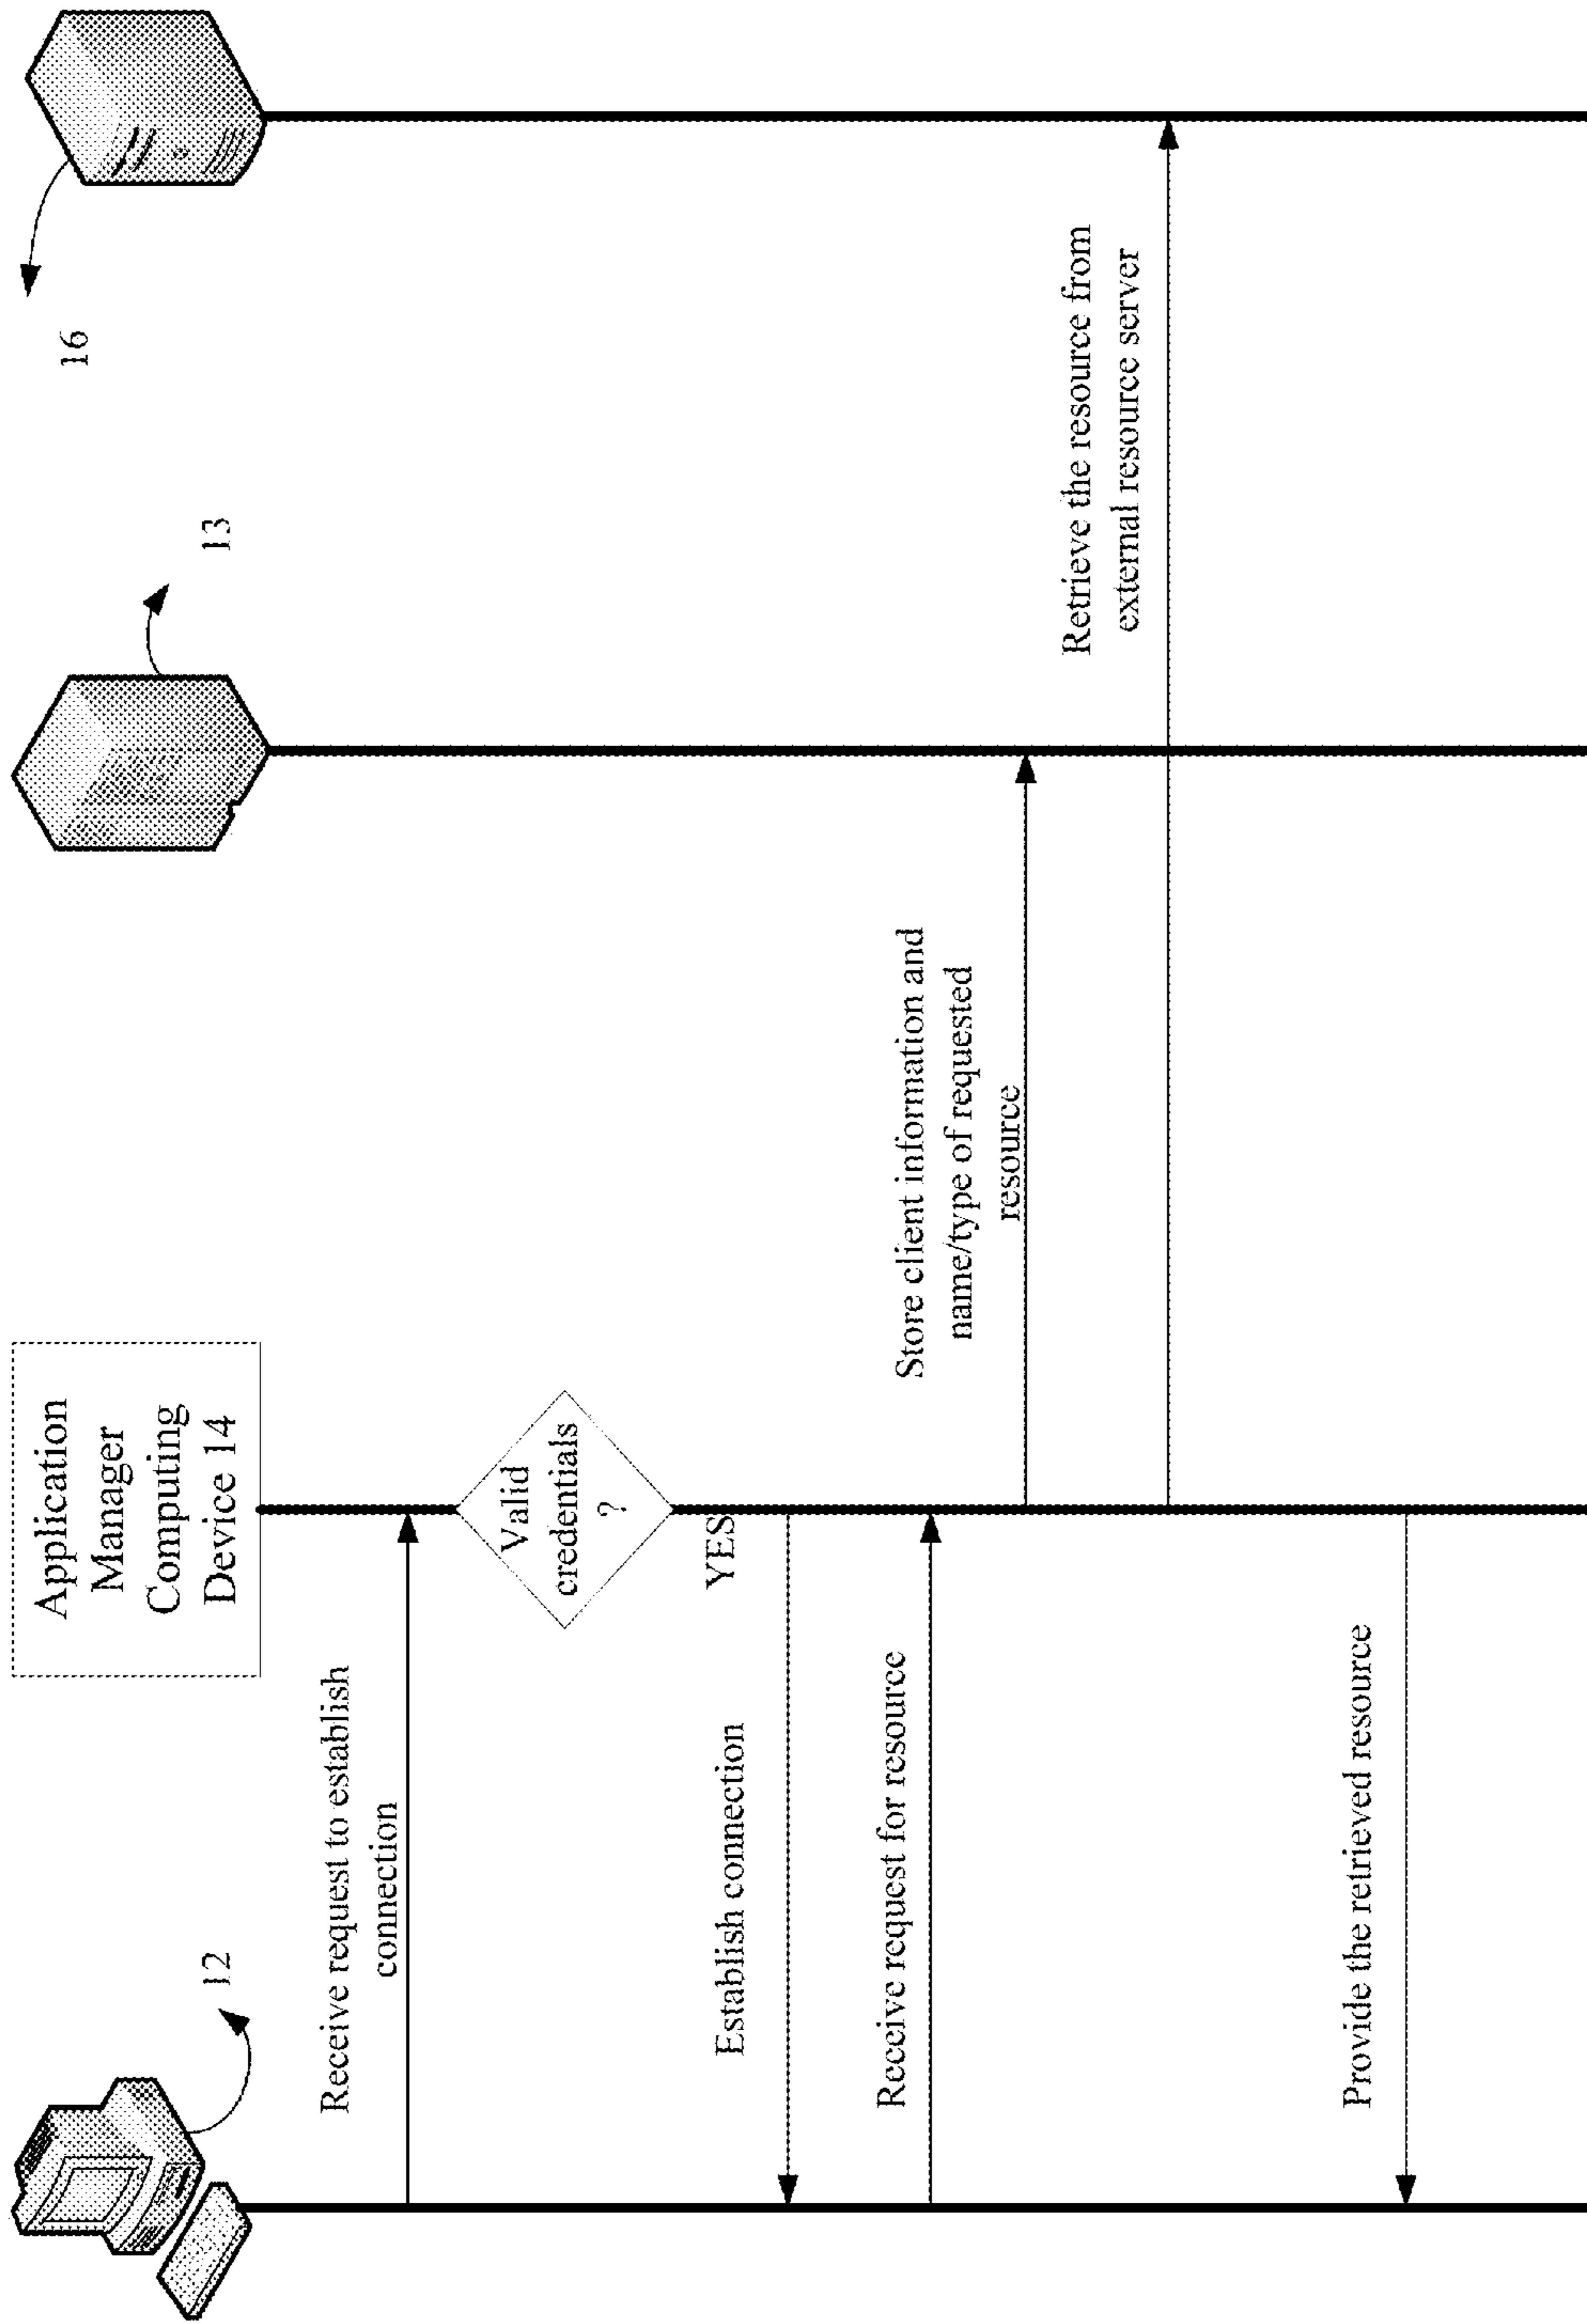 12
Application
Manager
Computing
Device 14
13
16
Receive request to establish
connection
Valid
credentials
?
YES
Establish connection
Receive request for resource
Store client information and
name/type of requested
resource
Retrieve the resource from
external resource server
Provide the retrieved resource